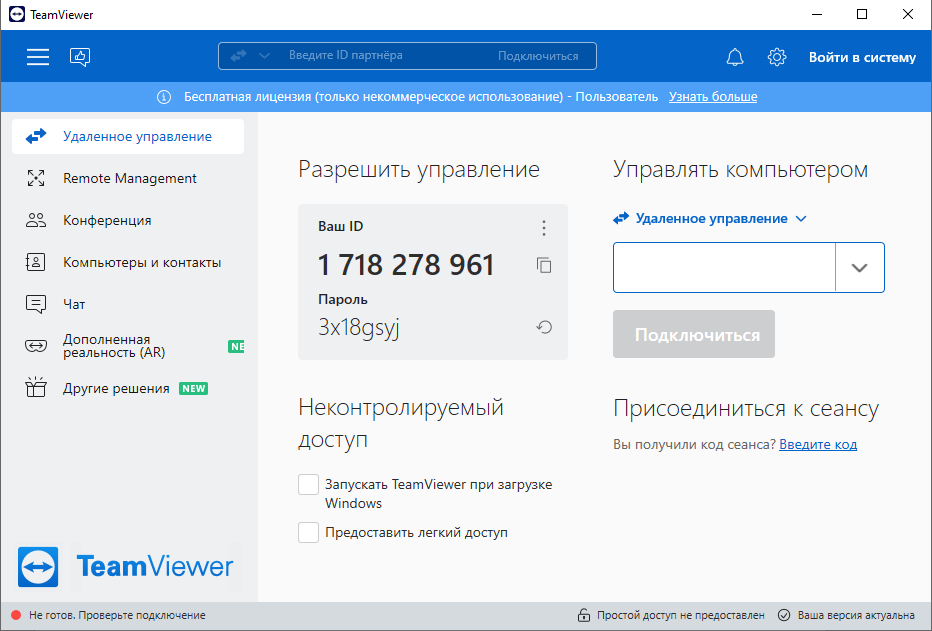 TeamViewer
Введите ID партнёра
Подключиться
Войти в систему
Бесплатная лицензия (только некоммерческое использование) - Пользователь Узнать больше
Удаленное управление
Remote Management
Конференция
Компьютеры и контакты
Чат
Дополненная
реальность (AR)
NE
Другие решения NEW
TeamViewer
Разрешить управление
Ваш ID
1 718 278 961
Пароль
3x18gsyj
Неконтролируемый
доступ
Запускать TeamViewer при загрузке
Windows
Предоставить легкий доступ
Управлять компьютером
Удаленное управление
Подключиться
Присоединиться к сеансу
Вы получили код сеанса? Введите код
Не готов. Проверьте подключение
Простой доступ не предоставлен
Ваша версия актуальна